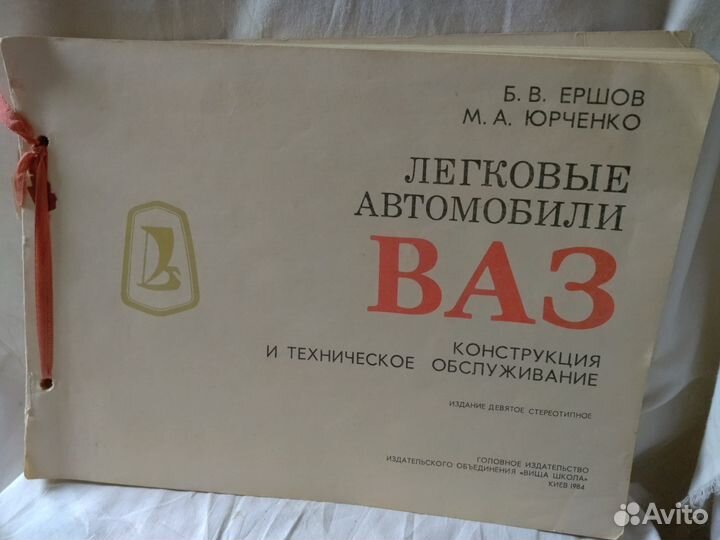 Б. В. ЕРШОВ
М. А. ЮРЧЕНКО
ЛЕГКОВЫЕ
АВТОМОБИЛИ
ВАЗ
КОНСТРУКЦИЯ
И ТЕХНИЧЕСКОЕ ОБСЛУЖИВАНИЕ
ИЗДАНИЕ ДЕВЯТОЕ СТЕРЕОТИПНОЕ
ГОЛОВНОЕ ИЗДАТЕЛЬСТВО
ИЗДАТЕЛЬСКОГО ОБЪЕДИНЕНИЯ «ВИЩА ШКОЛА»
КИЕВ 1984
Avito